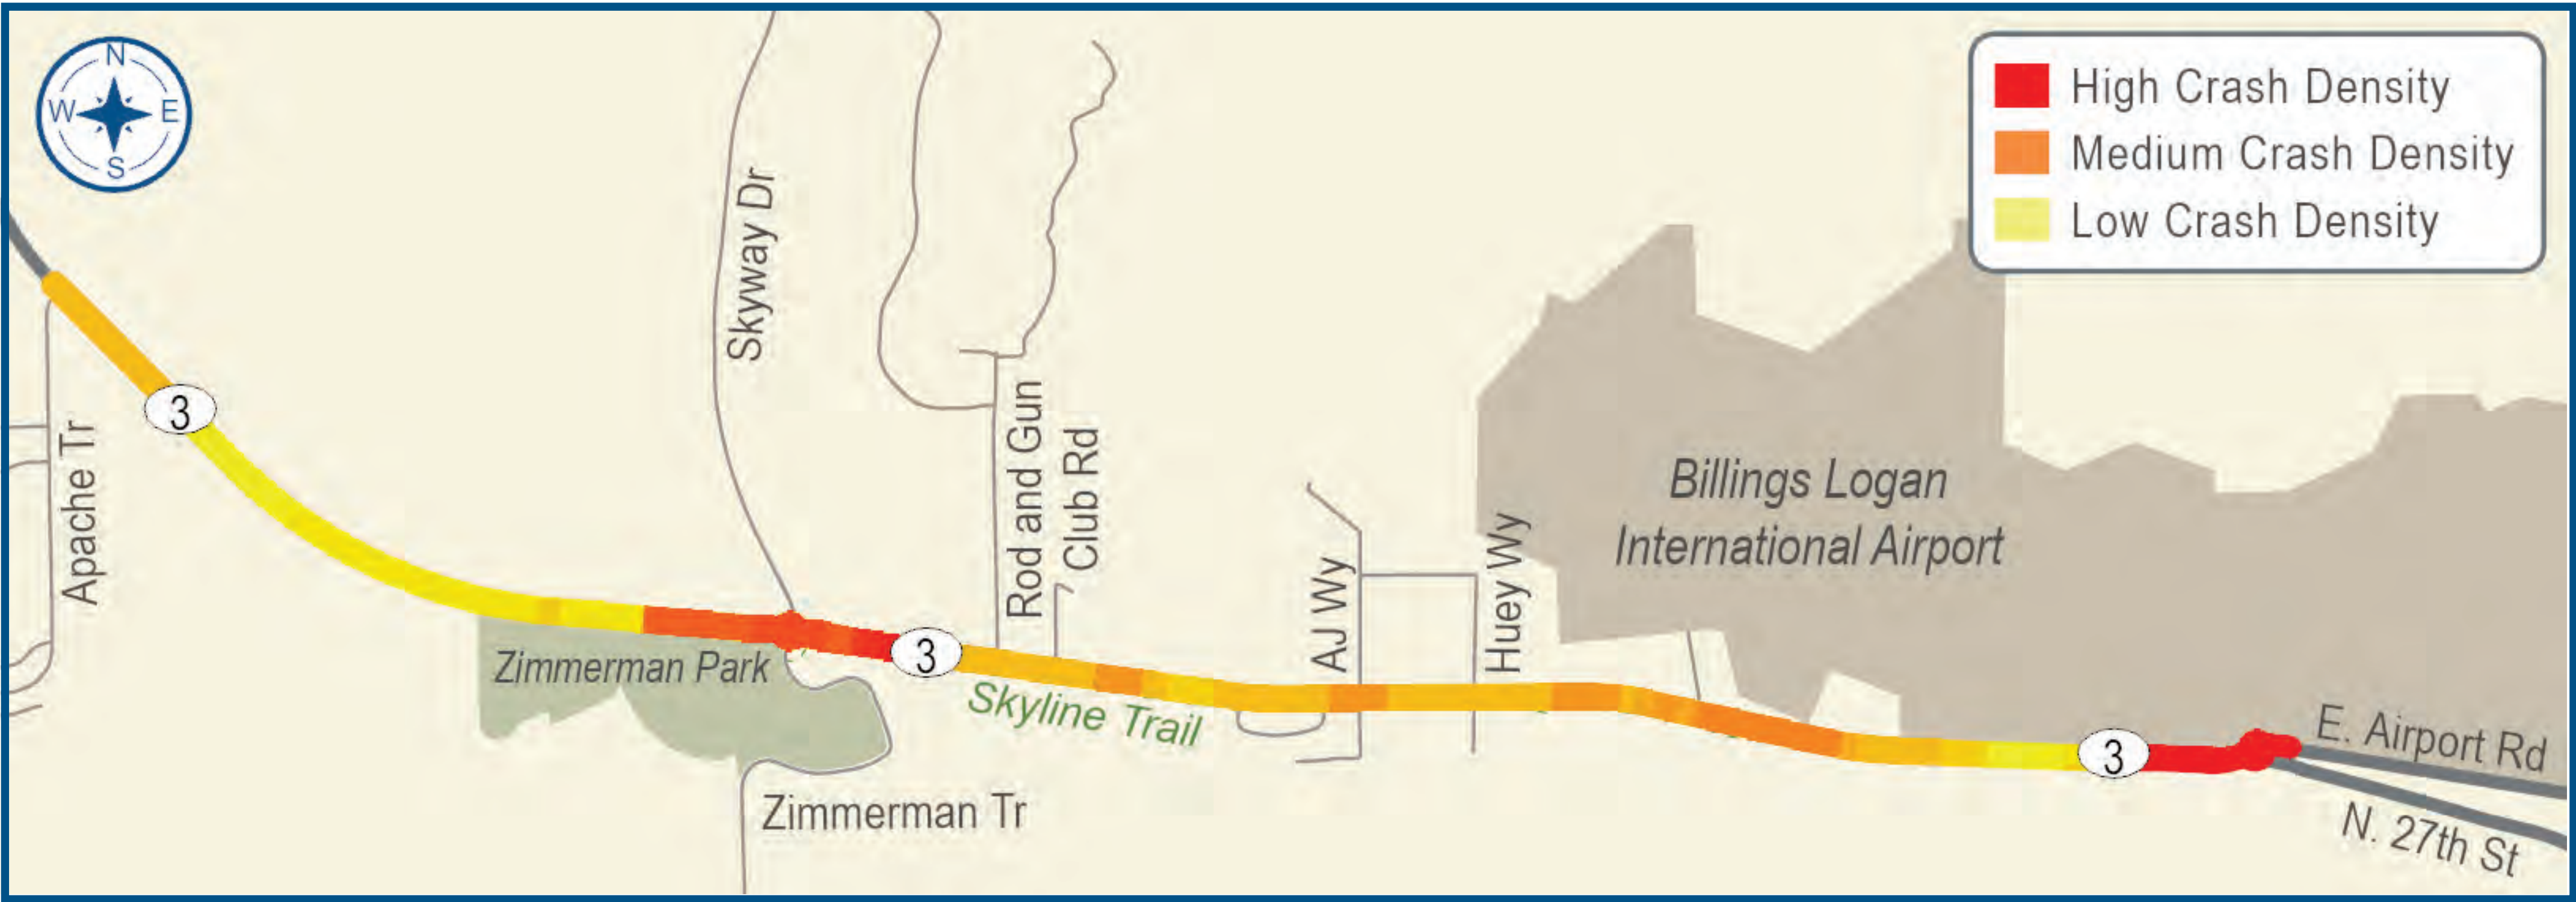 N
W
E
S
High Crash Density
Medium Crash Density
Low Crash Density
Skyway Dr
3
Apache Tr
Rod and Gun
Club Rd
Billings Logan
International Airport
AJ Wy
Huey Wy
Zimmerman Park
3
Skyline Trail
3
E. Airport Rd
Zimmerman Tr
N. 27th St